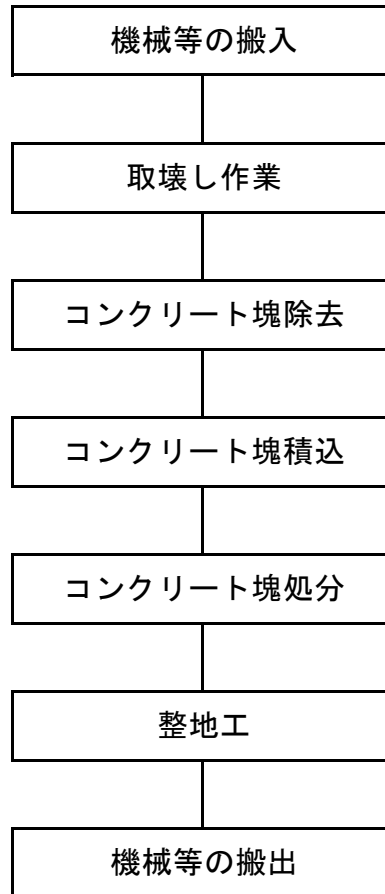 機械等の搬入
取壊し作業
コンクリート塊除去
コンクリート塊積込
コンクリート塊処分
整地工
機械等の搬出